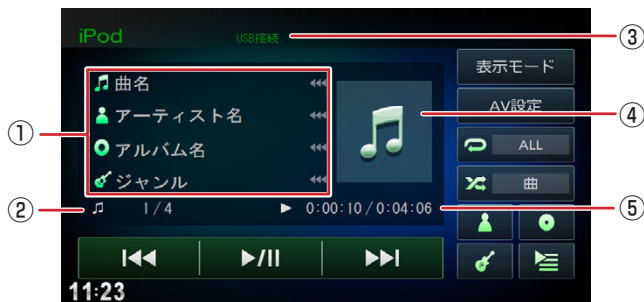 iPod
USB接続
③
表示モード
曲名
①
アーティスト名
アルバム名
ジャンル
④
AV設定
ALL
曲
②
1/4
0:00:10/0:04:06
⑤
11:23